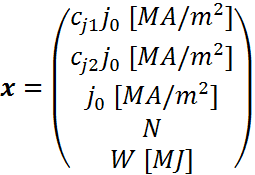 c_{j1}j_0 [MA/m^2]
c_{j2}j_0 [MA/m^2]
x = j_0 [MA/m^2]
N
W [MJ]